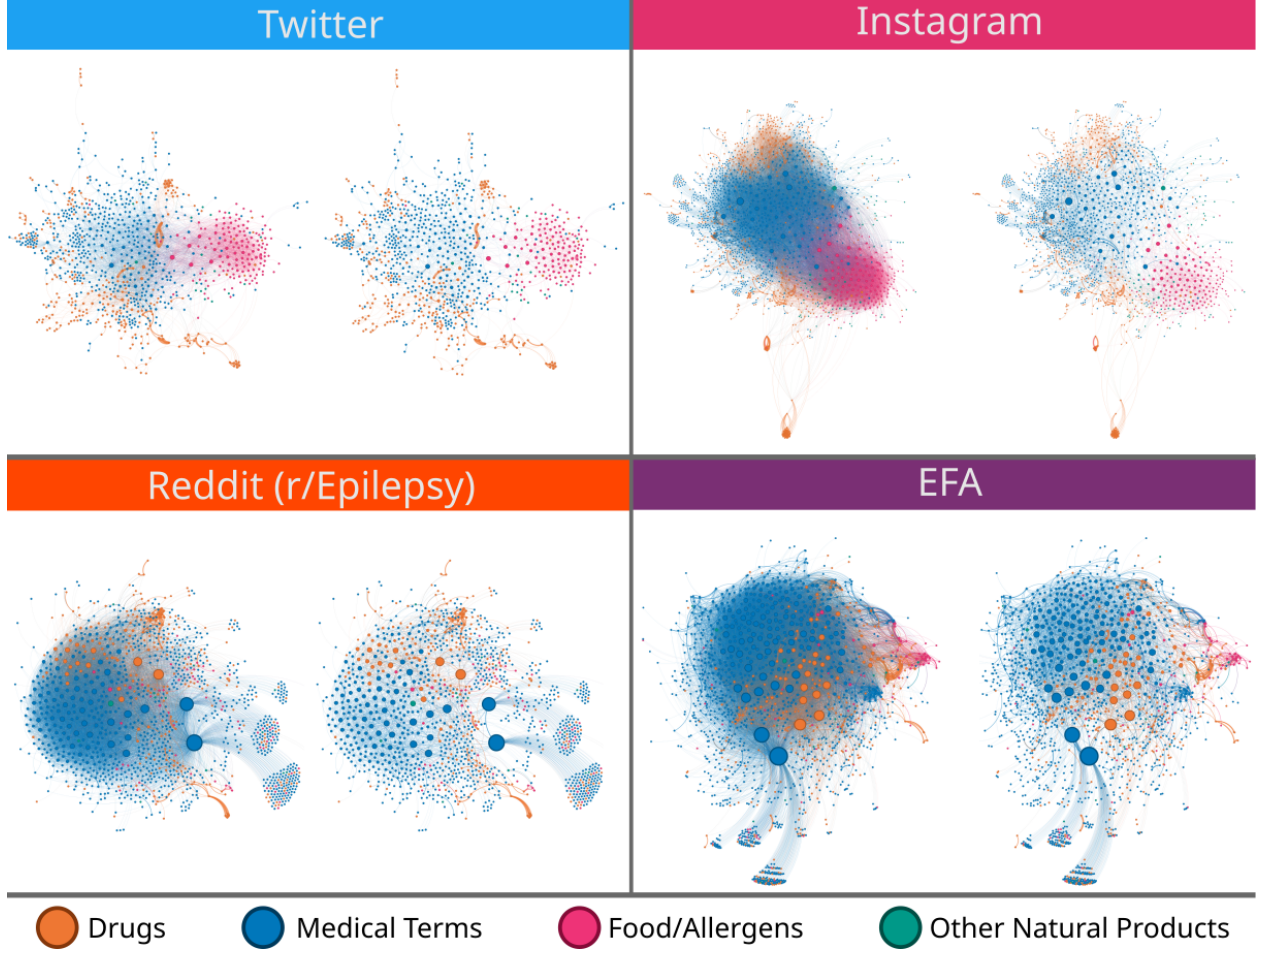 Twitter
Instagram
Reddit (r/Epilepsy)
EFA
Drugs
Medical Terms
Food/Allergens
Other Natural Products